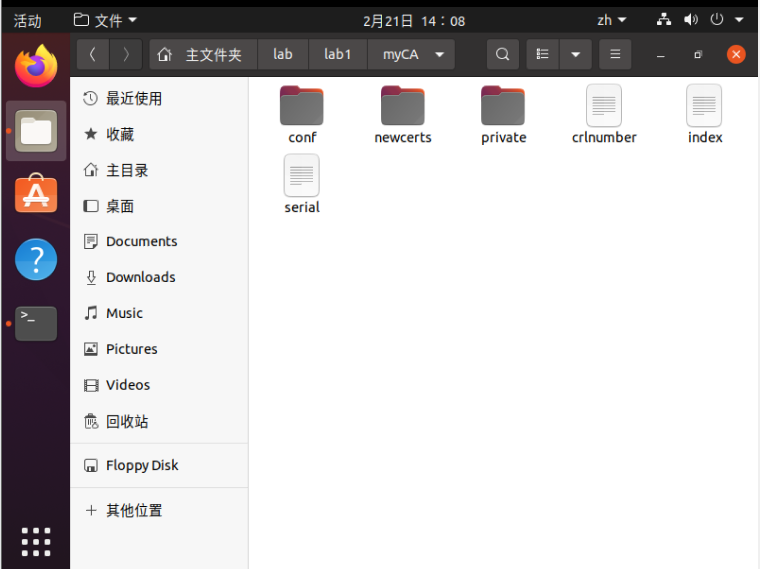 活动 文件 2月21日 14：08 zh
主文件夹 lab lab1 myCA
最近使用
收藏
主目录
桌面
Documents
Downloads
Music
Pictures
Videos
回收站
Floppy Disk
其他位置
conf newcerts private crlnumber index
serial